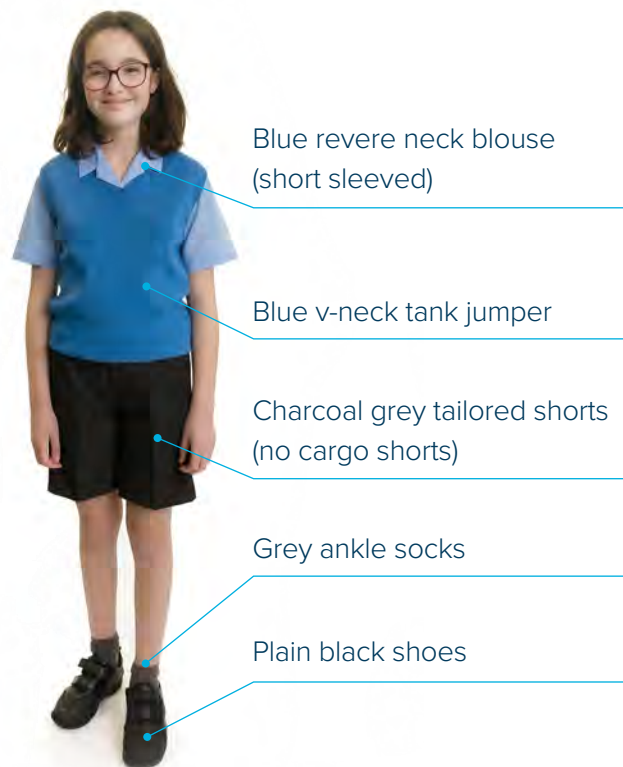 Blue revere neck blouse
(short sleeved)
Blue v-neck tank jumper
Charcoal grey tailored shorts
(no cargo shorts)
Grey ankle socks
Plain black shoes